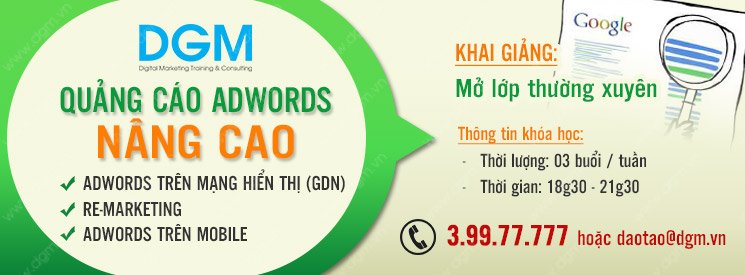 DGM
Digital Marketing Training & Consulting
QUẢNG CÁO ADWORDS
NÂNG CAO
ADWORDS TRÊN MẠNG HIỂN THỊ (GDN)
RE-MARKETING
ADWORDS TRÊN MOBILE
Google
KHAI GIẢNG:
Mở lớp thường xuyên
Thông tin khóa học:
- Thời lượng: 03 buổi / tuần
- Thời gian: 18g30 - 21g30
3.99.77.777 hoặc daotao@dgm.vn